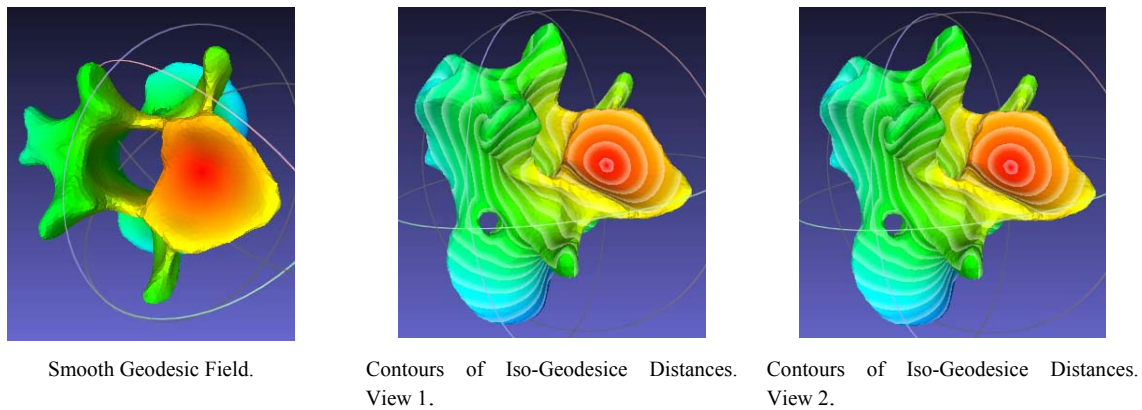 Smooth Geodesic Field.
Contours of Iso-Geodesice Distances.
View 1.
Contours of Iso-Geodesice Distances.
View 2.